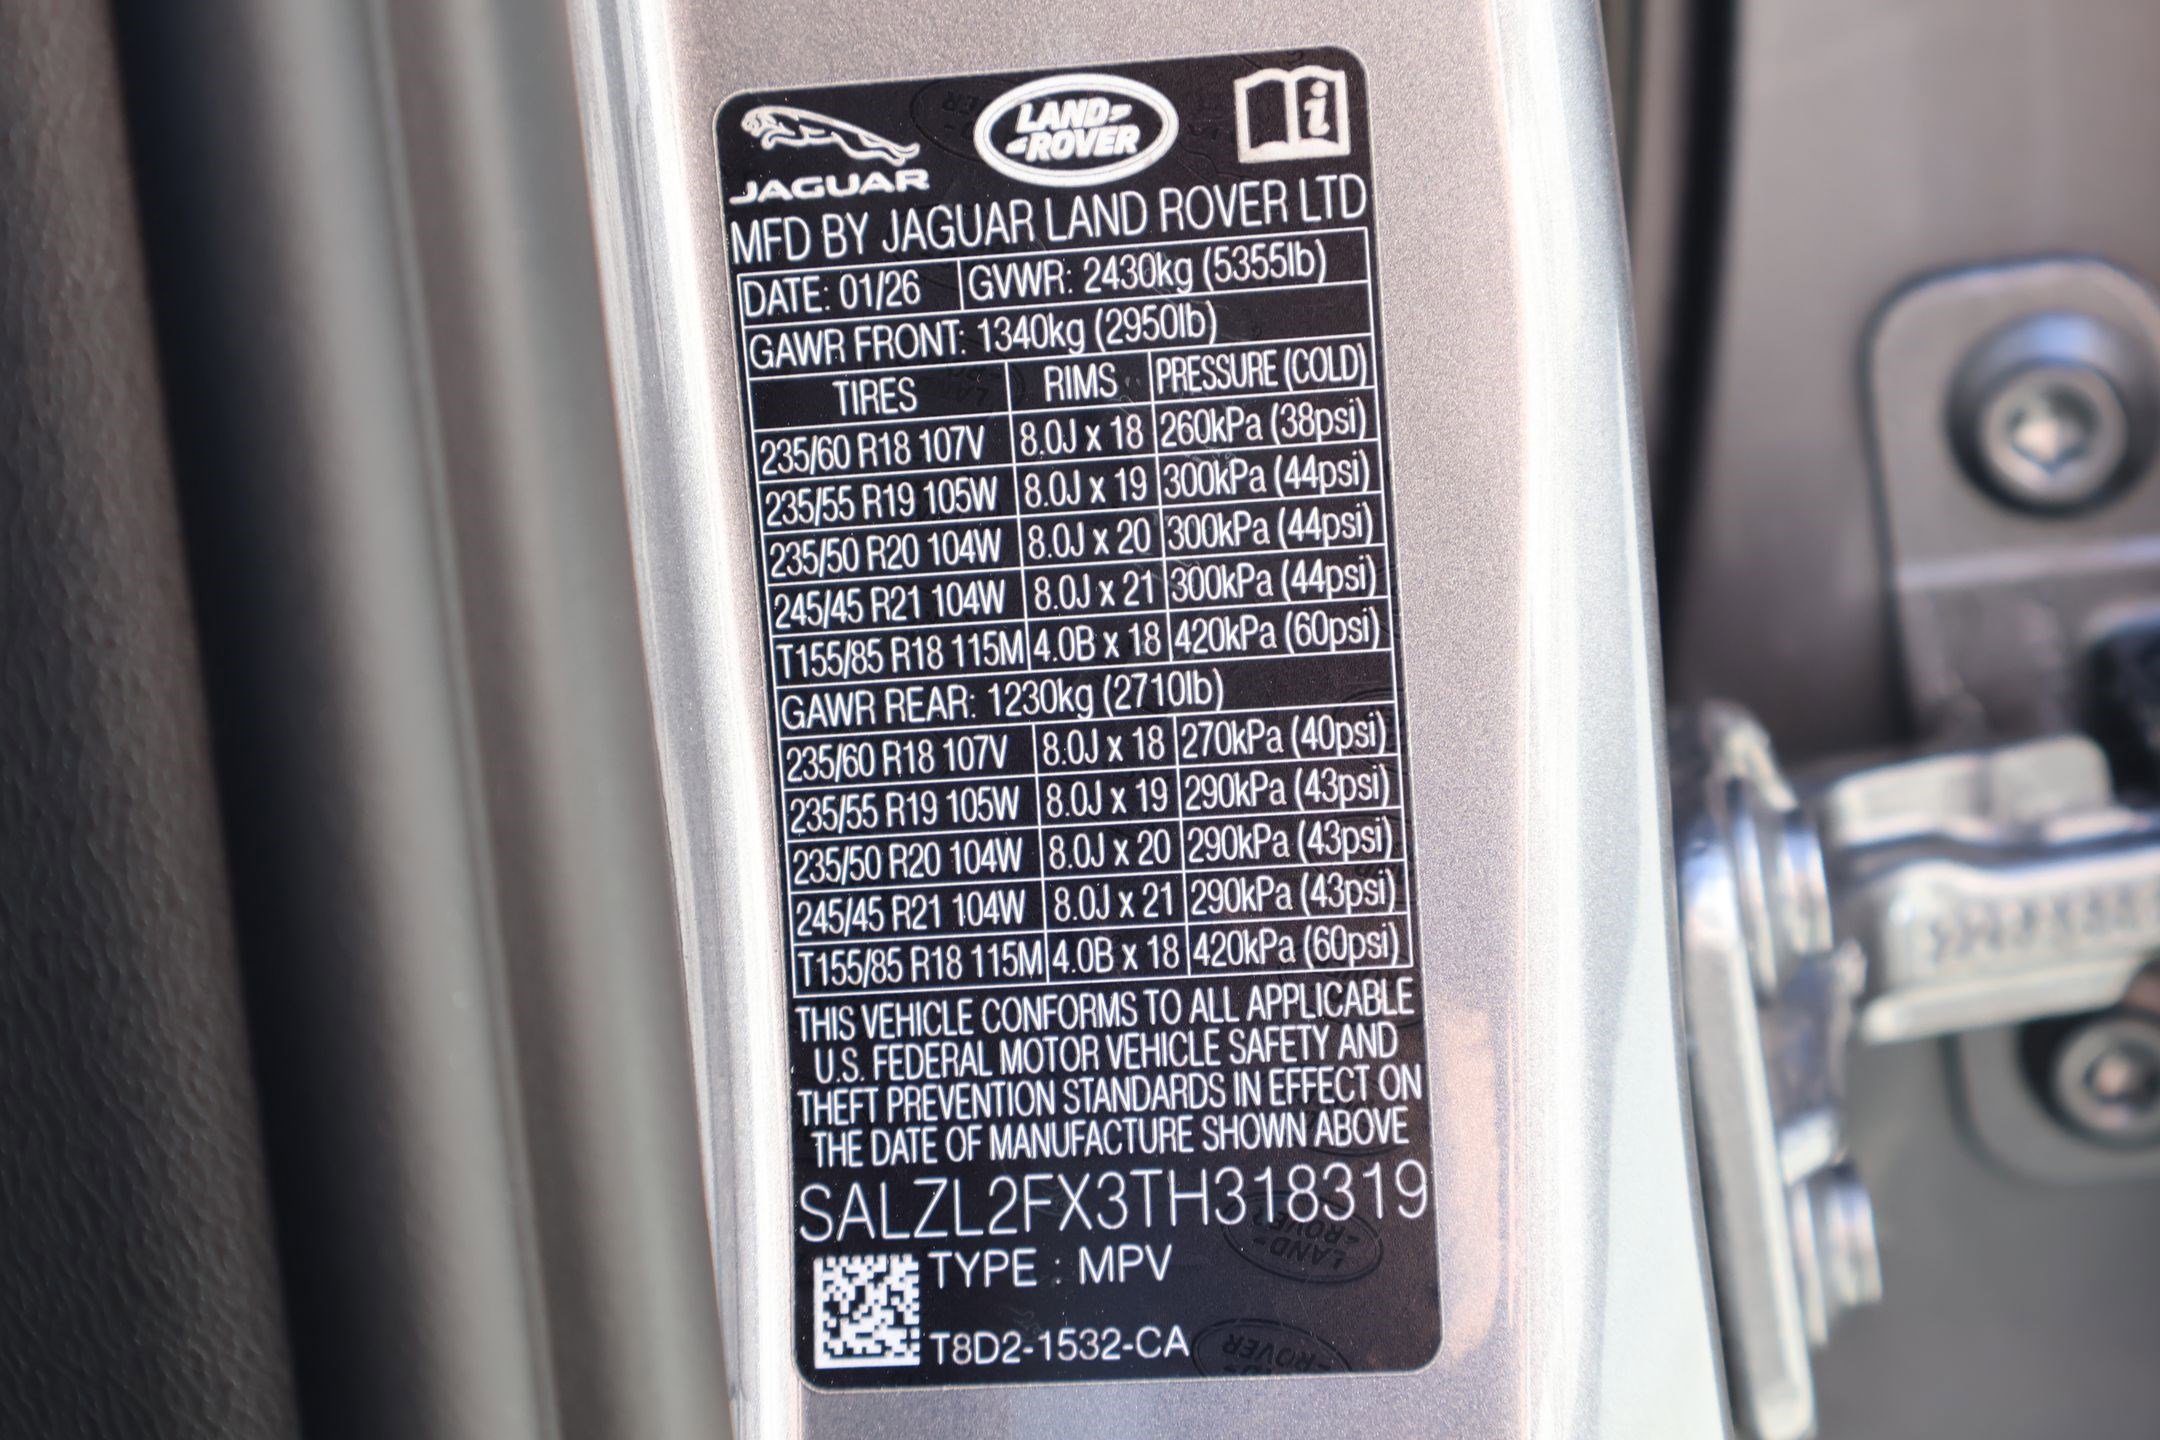 JAGUAR
LAND-
-ROVER
i
MFD BY JAGUAR LAND ROVER LTD
DATE: 01/26 GVWR: 2430kg (5355lb)
GAWR FRONT: 1340kg (2950lb)
TIRES RIMS PRESSURE (COLD)
235/60 R18 107V 8.0J x 18 260kPa (38psi)
235/55 R19 105W 8.0J x 19 300kPa (44psi)
235/50 R20 104W 8.0J x 20 300kPa (44psi)
245/45 R21 104W 8.0J x 21 300kPa (44psi)
T155/85 R18 115M 4.0B x 18 420kPa (60psi)
GAWR REAR: 1230kg (2710lb)
235/60 R18 107V 8.0J x 18 270kPa (40psi)
235/55 R19 105W 8.0J x 19 290kPa (43psi)
235/50 R20 104W 8.0J x 20 290kPa (43psi)
245/45 R21 104W 8.0J x 21 290kPa (43psi)
T155/85 R18 115M 4.0B x 18 420kPa (60psi)
THIS VEHICLE CONFORMS TO ALL APPLICABLE
U.S. FEDERAL MOTOR VEHICLE SAFETY AND
THEFT PREVENTION STANDARDS IN EFFECT ON
THE DATE OF MANUFACTURE SHOWN ABOVE
SALZL2FX3TH318319
LAND-
-ROVER
TYPE : MPV
T8D2-1532-CA